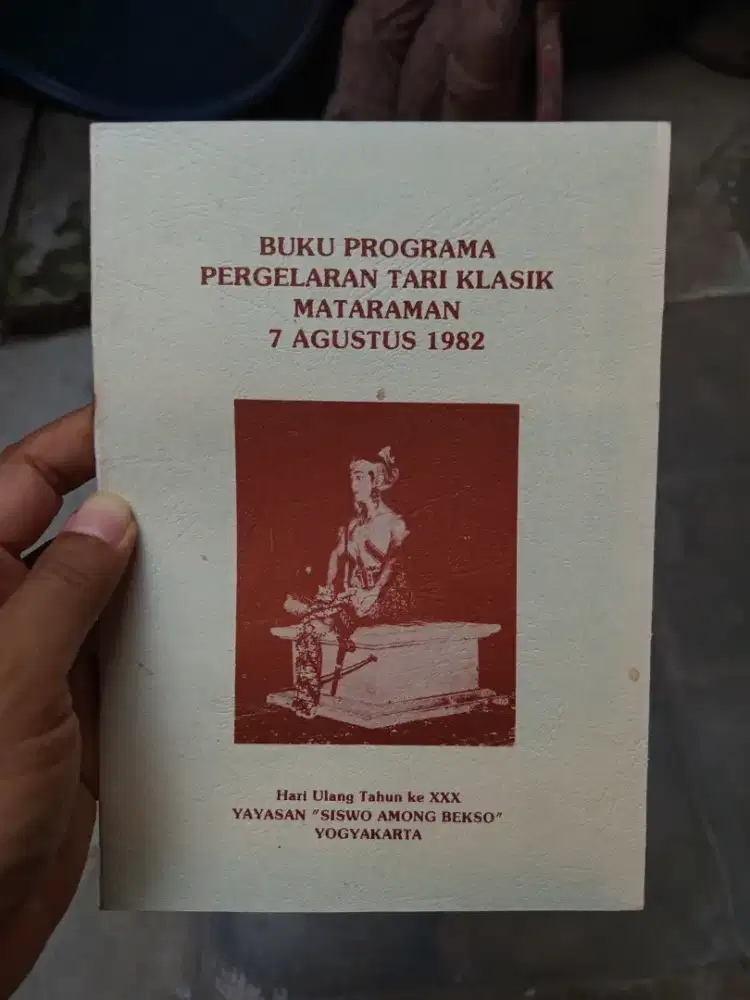 BUKU PROGRAMA
PERGELARAN TARI KLASIK
MATARAMAN
7 AGUSTUS 1982
Hari Ulang Tahun ke XXX
YAYASAN "SISWO AMONG BEKSO"
YOGYAKARTA